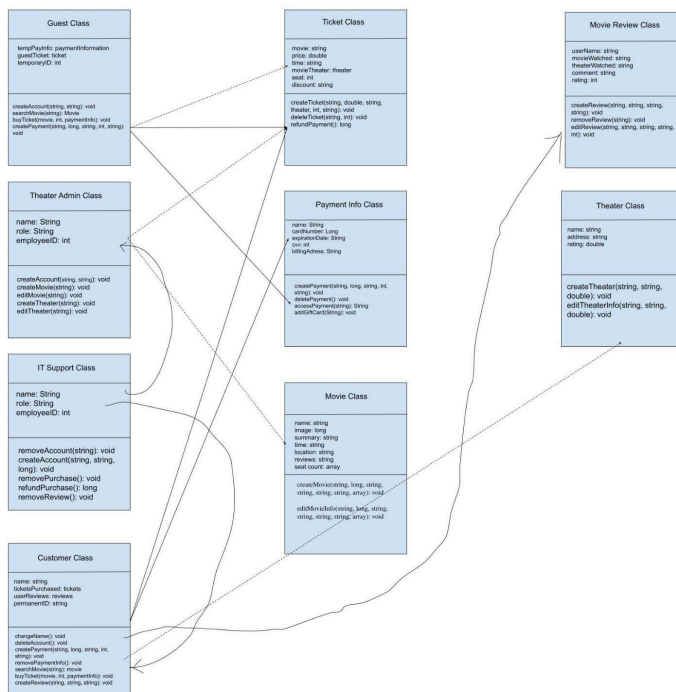 Guest Class
tempPayInfo: paymentInformation
guestTicket: ticket
temporaryID: int
createAccount(string, string): void
searchMovie(string): Movie
buyTicket(movie, int, paymentInfo): void
createPayment(string, long, string, int, string):
void
Theater Admin Class
name: String
role: String
employeeID: int
createAccount(string, string): void
createMovie(string): void
editMovie(string): void
createTheater(string): void
editTheater(string): void
IT Support Class
name: String
role: String
employeeID: int
removeAccount(string): void
createAccount(string, string,
long): void
removePurchase(): void
refundPurchase(): long
removeReview(): void
Customer Class
name: string
ticketsPurchased: tickets
userReviews: reviews
permanentID: string
changeName(): void
deleteAccount(): void
createPayment(string, long, string, int,
string): void
removePaymentInfo(): void
searchMovie(string): movie
buyTicket(movie, int, paymentInfo): void
createReview(string, string, string): void
Ticket Class
movie: string
price: double
time: string
movieTheater: theater
seat: int
discount: string
createTicket(string, double, string,
theater, int, string): void
deleteTicket(string, int): void
refundPayment(): long
Payment Info Class
name: String
cardNumber: Long
expirationDate: String
cvv: int
billingAdress: String
createPayment(string, long, string, int,
string): void
deletePayment(): void
accessPayment(string): String
addGiftCard(String): void
Movie Class
name: string
image: long
summary: string
time: string
location: string
reviews: string
seat count: array
createMovie(string, long, string,
string, string, string, array): void
editMovieInfo(string, long, string,
string, string, string, array): void
Movie Review Class
userName: string
movieWatched: string
theaterWatched: string
comment: string
rating: int
createReview(string, string, string,
string): void
removeReview(string): void
editReview(string, string, string, string,
int): void
Theater Class
name: string
address: string
rating: double
createTheater(string, string,
double): void
editTheaterInfo(string, string,
double): void